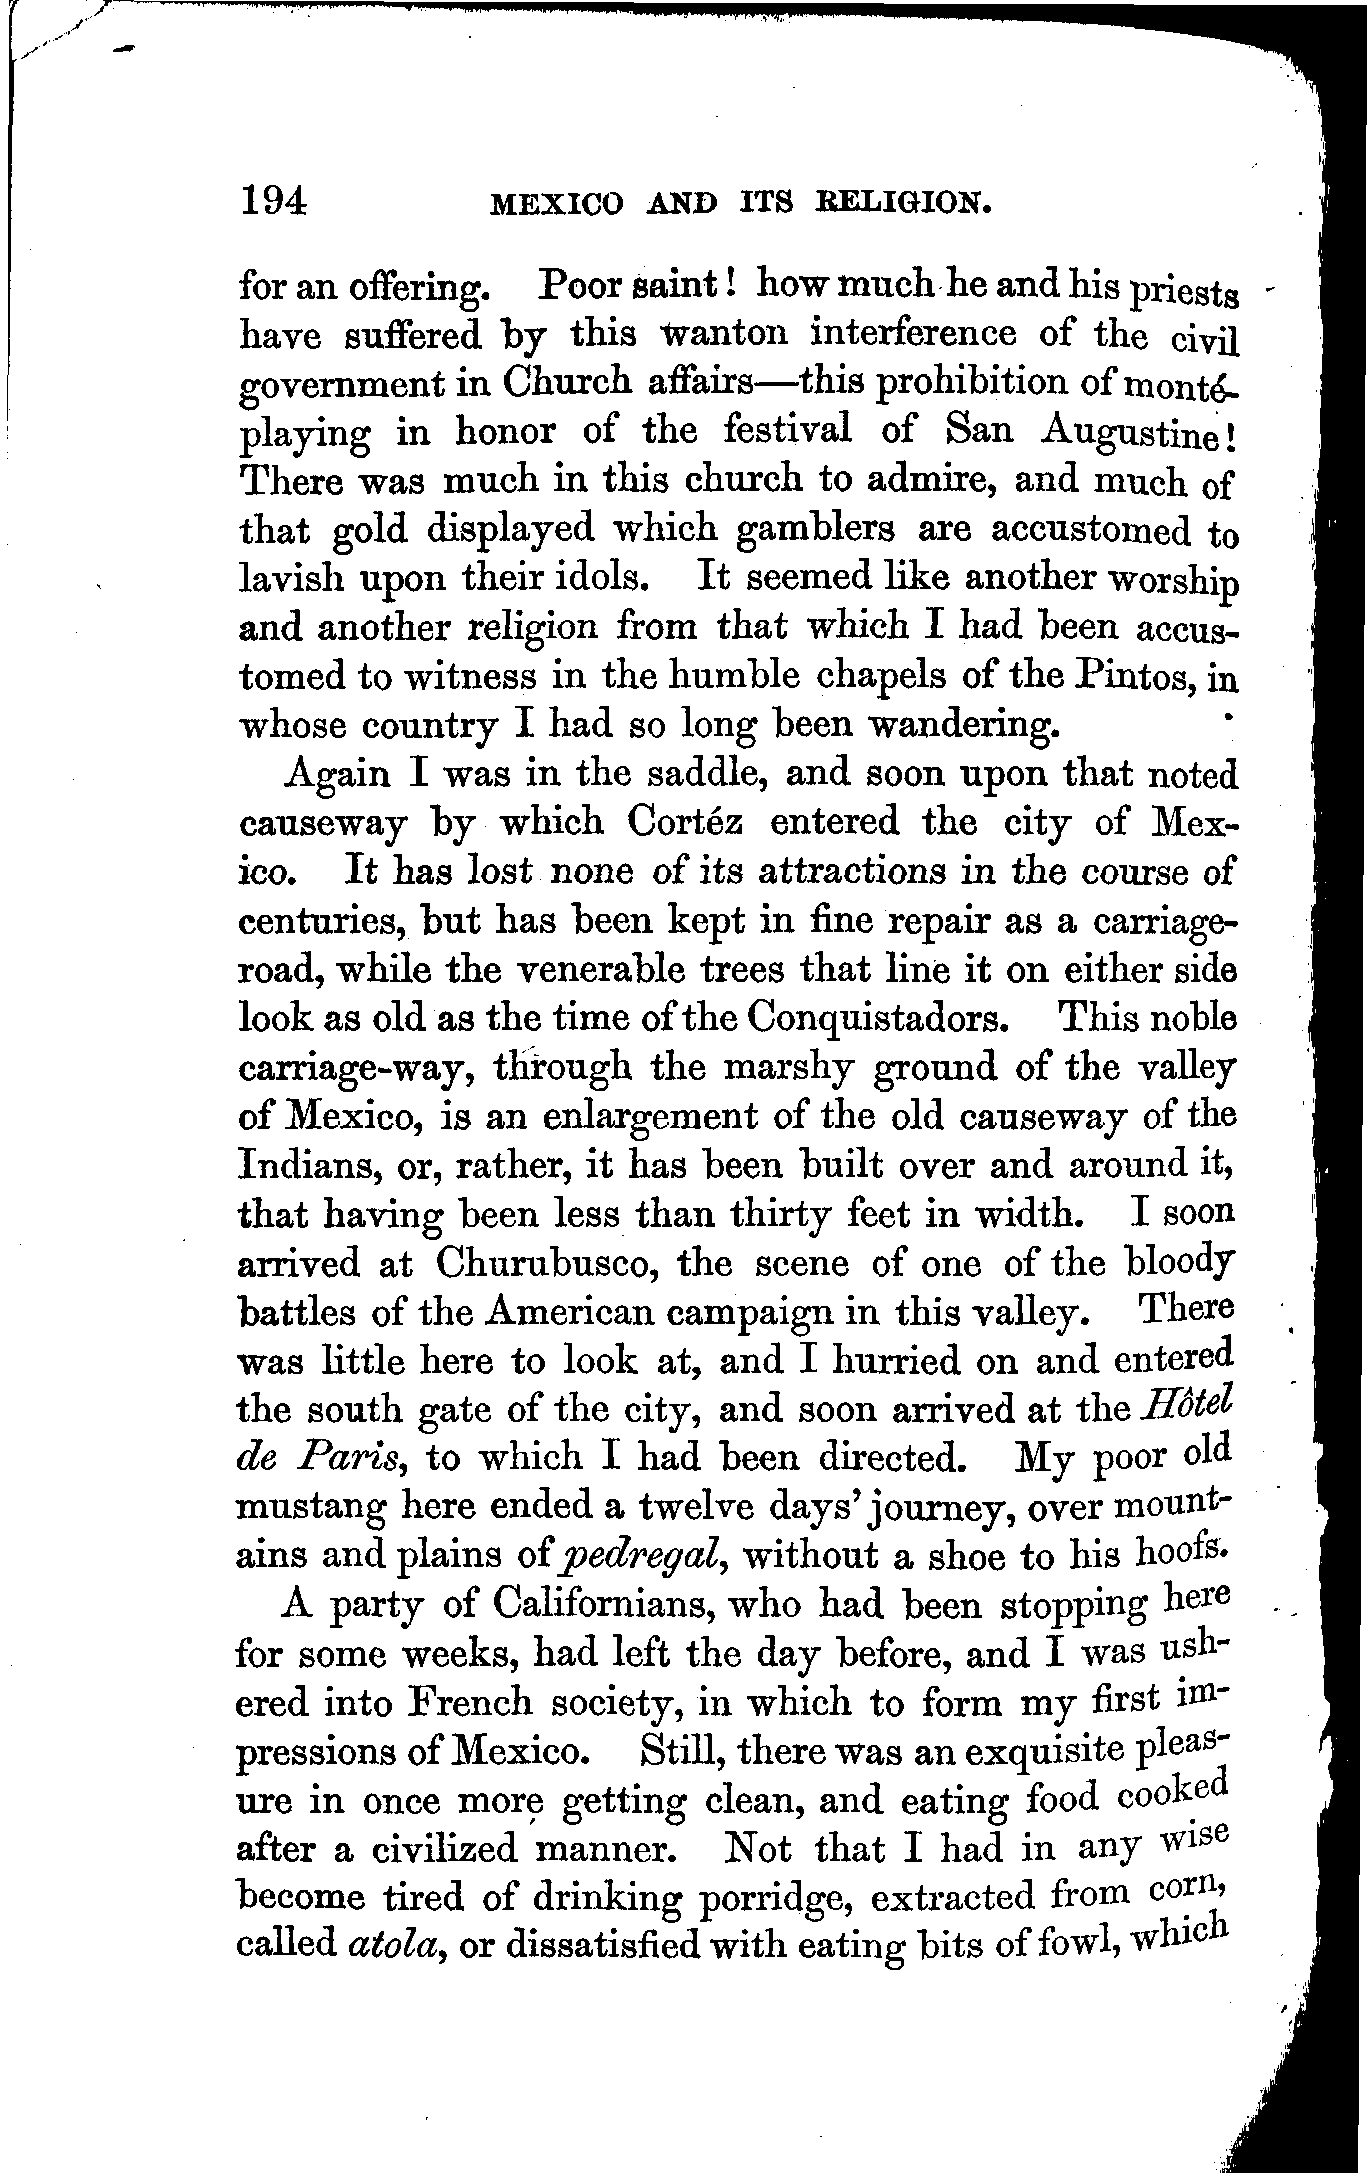 194 MEXICO AND ITS RELIGION.
for an offering. Poor saint! how much he and his priests
have suffered by this wanton interference of the civil
government in Church affairs—this prohibition of monté-
playing in honor of the festival of San Augustine!
There was much in this church to admire, and much of
that gold displayed which gamblers are accustomed to
lavish upon their idols. It seemed like another worship
and another religion from that which I had been accus-
tomed to witness in the humble chapels of the Pintos, in
whose country I had so long been wandering.
Again I was in the saddle, and soon upon that noted
causeway by which Cortéz entered the city of Mex-
ico. It has lost none of its attractions in the course of
centuries, but has been kept in fine repair as a carriage-
road, while the venerable trees that line it on either side
look as old as the time of the Conquistadors. This noble
carriage-way, through the marshy ground of the valley
of Mexico, is an enlargement of the old causeway of the
Indians, or, rather, it has been built over and around it,
that having been less than thirty feet in width. I soon
arrived at Churubusco, the scene of one of the bloody
battles of the American campaign in this valley. There
was little here to look at, and I hurried on and entered
the south gate of the city, and soon arrived at the Hôtel
de Paris, to which I had been directed. My poor old
mustang here ended a twelve days' journey, over mount-
ains and plains of pedregal, without a shoe to his hoofs.
A party of Californians, who had been stopping here
for some weeks, had left the day before, and I was ush-
ered into French society, in which to form my first im-
pressions of Mexico. Still, there was an exquisite pleas-
ure in once more getting clean, and eating food cooked
after a civilized manner. Not that I had in any wise
become tired of drinking porridge, extracted from corn,
called atola, or dissatisfied with eating bits of fowl, which